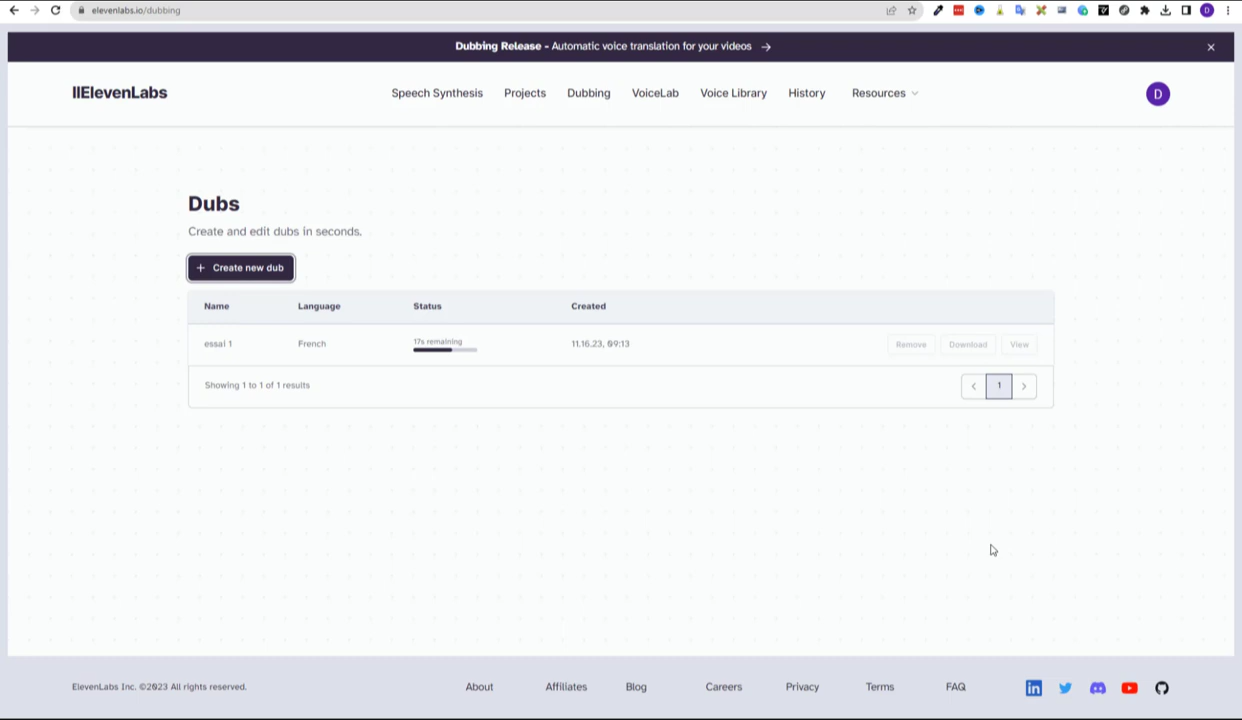 elevenlabs.io/dubbing
Dubbing Release - Automatic voice translation for your videos →
IIElevenLabs
Speech Synthesis Projects Dubbing VoiceLab Voice Library History Resources
D
Dubs
Create and edit dubs in seconds.
+ Create new dub
Name Language Status Created
essai 1 French 17s remaining 11.16.23, 09:13 Remove Download View
Showing 1 to 1 of 1 results 1
ElevenLabs Inc. ©2023 All rights reserved. About Affiliates Blog Careers Privacy Terms FAQ in